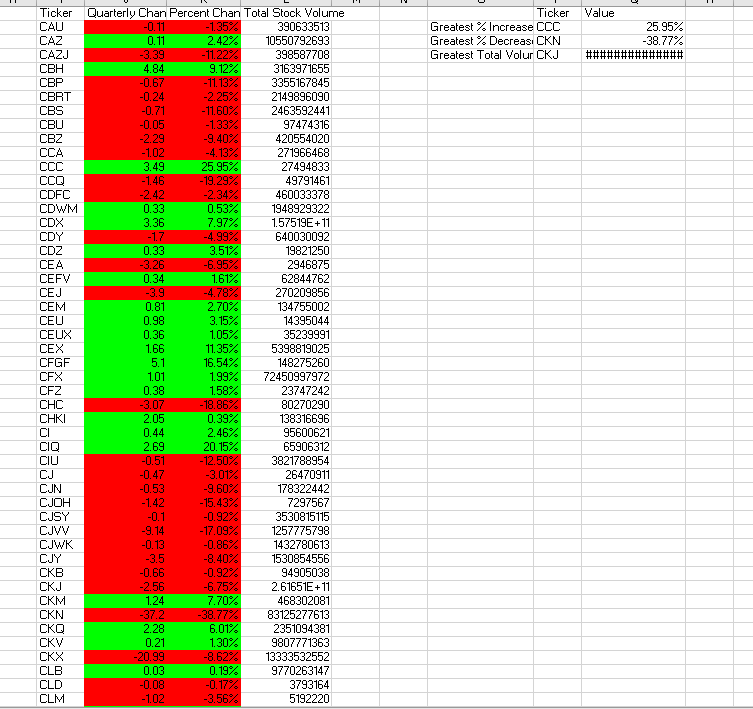 Ticker Quarterly Chan Percent Chan Total Stock Volume Ticker Value
CAU -0.11 -1.35% 390633513 Greatest % Increase CCC 25.95%
CAZ 0.11 2.42% 10550792693 Greatest % Decreas CKN -38.77%
CAZJ -3.39 -11.22% 398587708 Greatest Total Volur CKJ ##############
CBH 4.84 9.12% 3163971655
CBP -0.67 -11.13% 3355167845
CBRT -0.24 -2.25% 2149896090
CBS -0.71 -11.60% 2463592441
CBU -0.05 -1.33% 97474316
CBZ -2.29 -9.40% 420554020
CCA -1.02 -4.13% 271966468
CCC 3.49 25.95% 27494833
CCQ -1.46 -19.29% 49791461
CDFC -2.42 -2.34% 460033378
CDWM 0.33 0.53% 1948929322
CDX 3.36 7.97% 1.57519E+11
CDY -1.7 -4.99% 640030092
CDZ 0.33 3.51% 19821250
CEA -3.26 -6.95% 2946875
CEFV 0.34 1.61% 62844762
CEJ -3.9 -4.78% 270209856
CEM 0.81 2.70% 134755002
CEU 0.98 3.15% 14395044
CEUX 0.36 1.05% 35239991
CEX 1.66 11.35% 5398819025
CFGF 5.1 16.54% 148275260
CFX 1.01 1.99% 72450997972
CFZ 0.38 1.58% 23747242
CHC -3.07 -18.86% 80270290
CHKI 2.05 0.39% 138316696
CI 0.44 2.46% 95600621
CIQ 2.69 20.15% 65906312
CIU -0.51 -12.50% 3821788954
CJ -0.47 -3.01% 26470911
CJN -0.53 -9.60% 178322442
CJOH -1.42 -15.43% 7297567
CJSY -0.1 -0.92% 3530815115
CJVV -9.14 -17.09% 1257775798
CJWK -0.13 -0.86% 1432780613
CJY -3.5 -8.40% 1530854556
CKB -0.66 -0.92% 94905038
CKJ -2.56 -6.75% 2.61651E+11
CKM 1.24 7.70% 468302081
CKN -37.2 -38.77% 83125277613
CKQ 2.28 6.01% 2351094381
CKV 0.21 1.30% 9807771363
CKX -20.99 -8.62% 13333532552
CLB 0.03 0.19% 9770263147
CLD -0.08 -0.17% 3793164
CLM -1.02 -3.56% 5192220